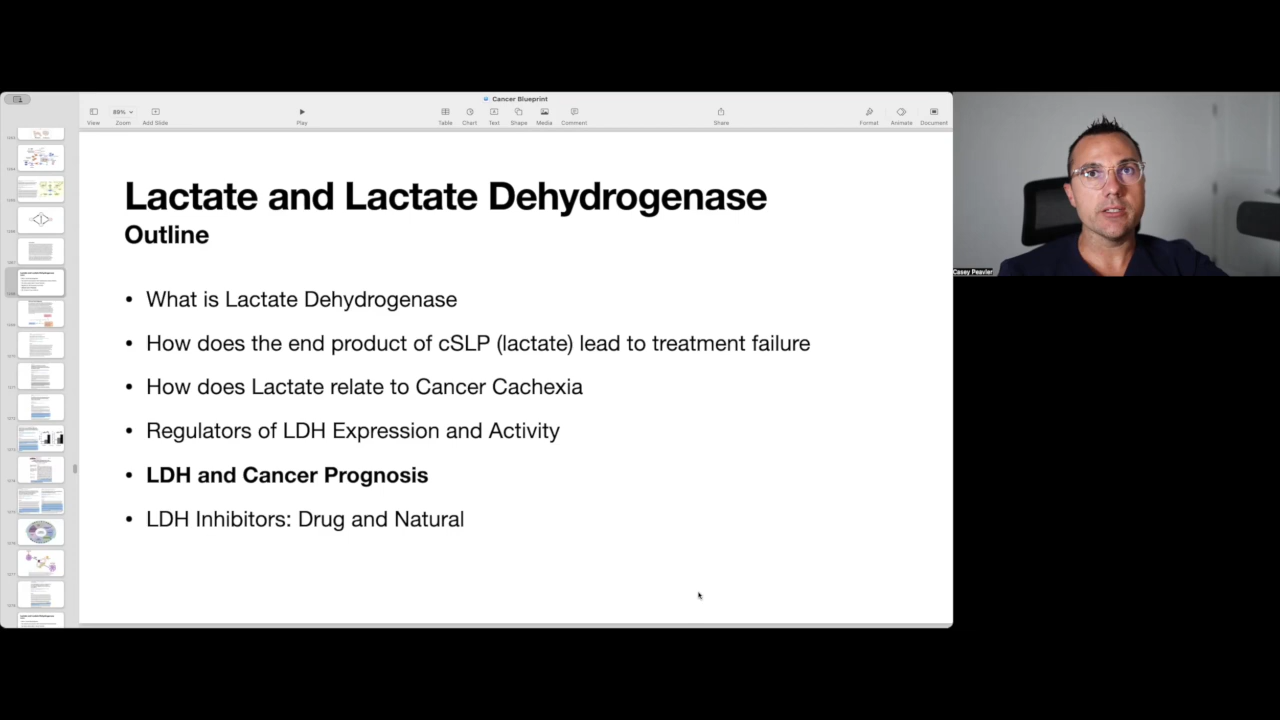 Cancer Blueprint
89%
View
Zoom
Add Slide
Play
Table
Chart
Text
Shape
Media
Comment
Share
Format
Animate
Document
Lactate and Lactate Dehydrogenase
Outline
• What is Lactate Dehydrogenase
• How does the end product of cSLP (lactate) lead to treatment failure
• How does Lactate relate to Cancer Cachexia
• Regulators of LDH Expression and Activity
• LDH and Cancer Prognosis
• LDH Inhibitors: Drug and Natural
Casey Peavler